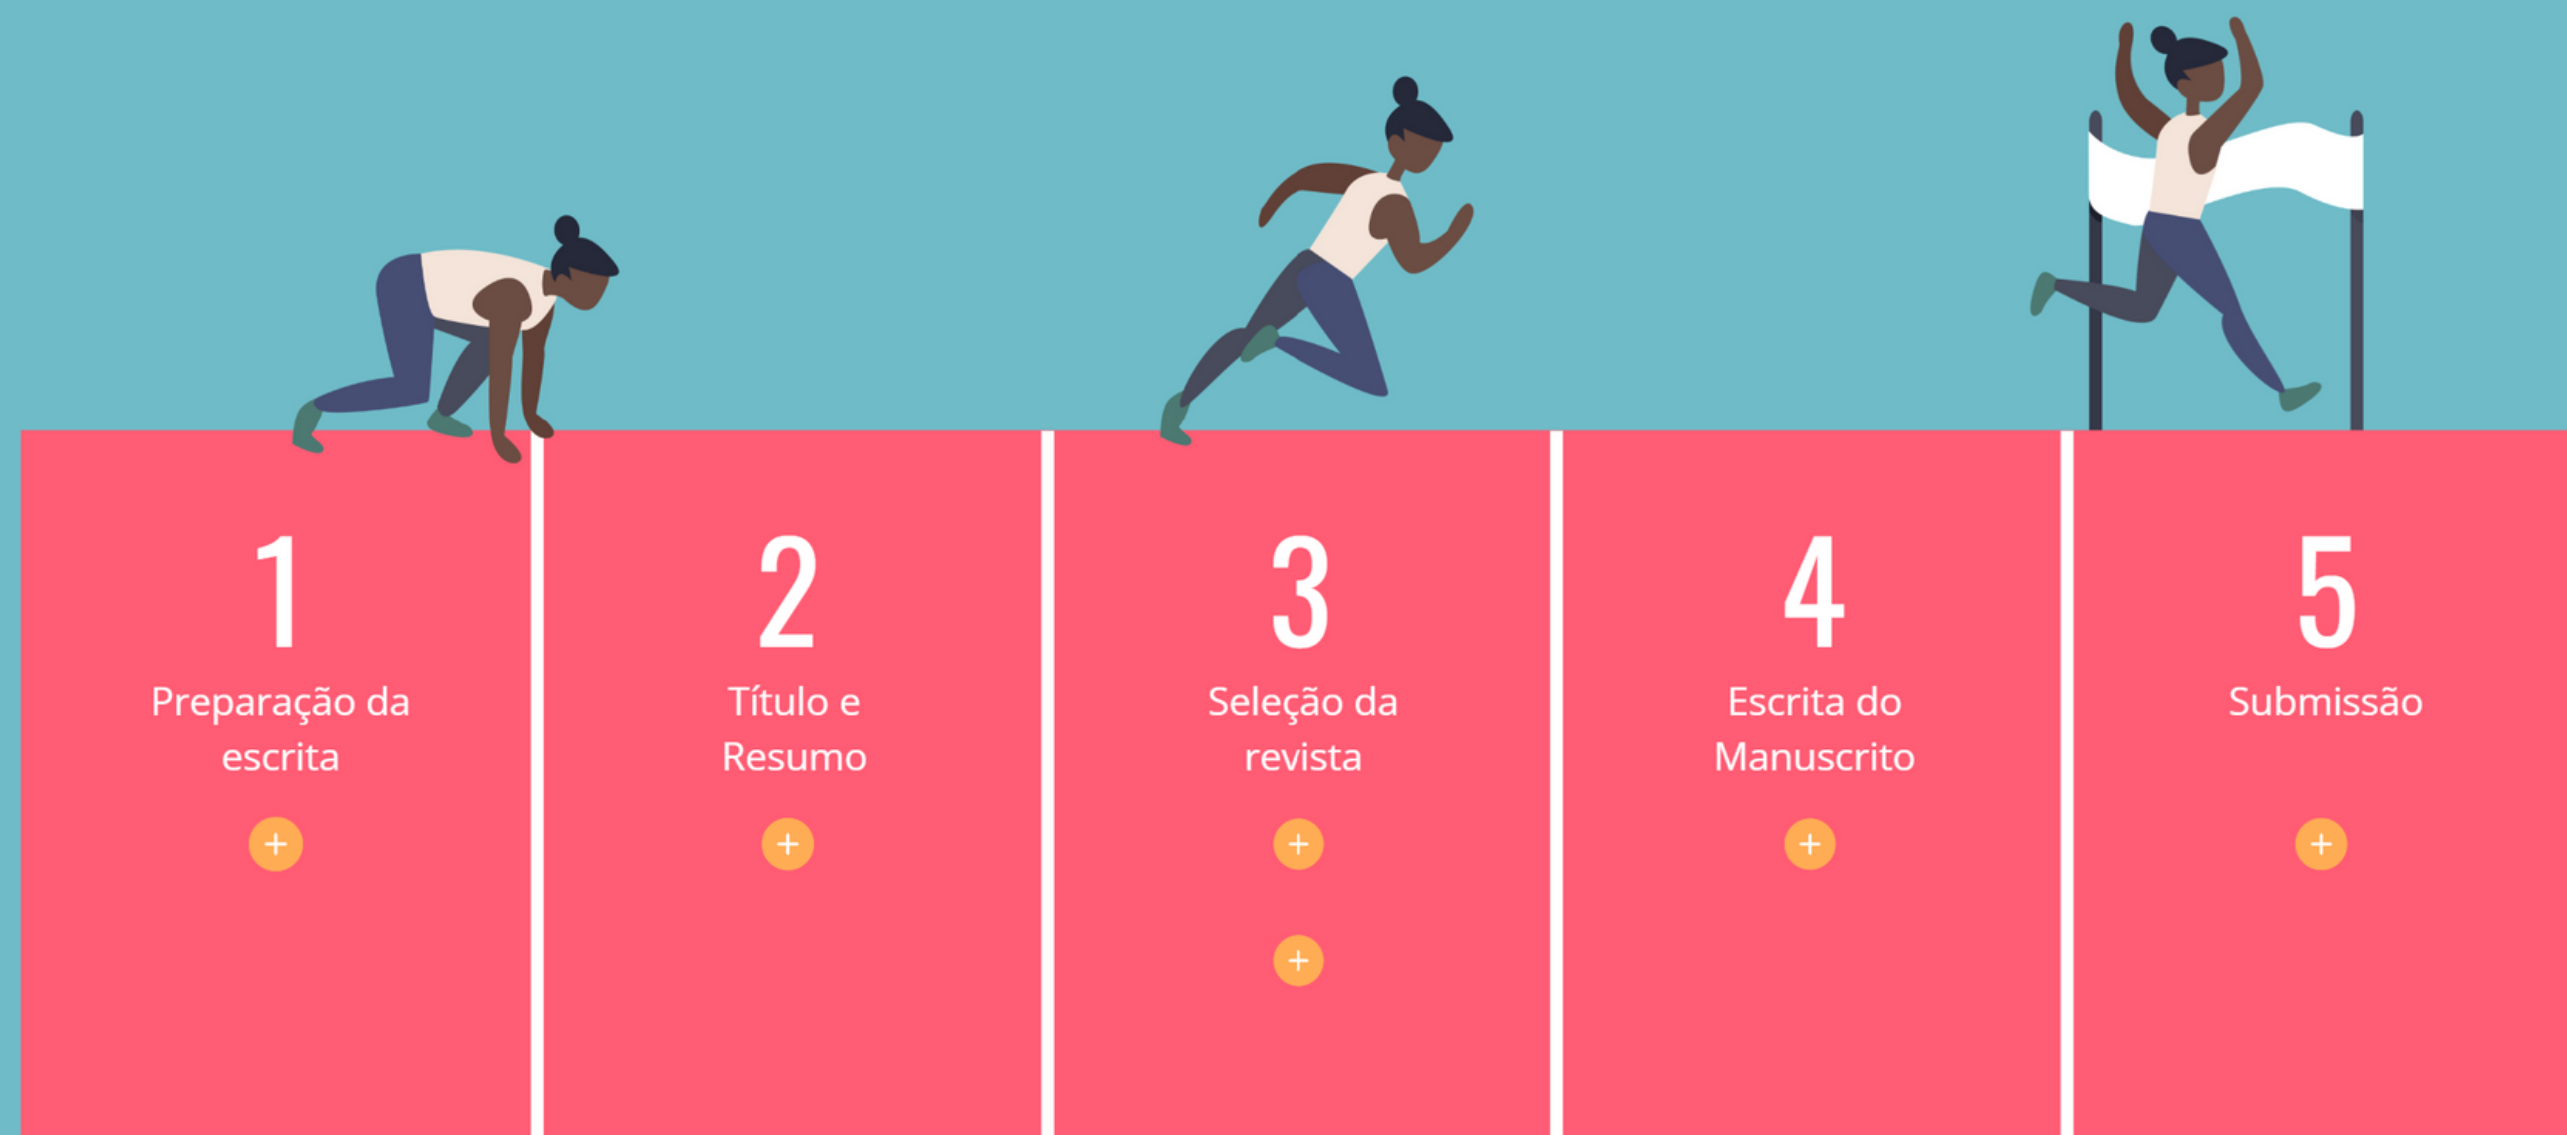 1
Preparação da
escrita
+
2
Título e
Resumo
+
3
Seleção da
revista
+
+
4
Escrita do
Manuscrito
+
5
Submissão
+